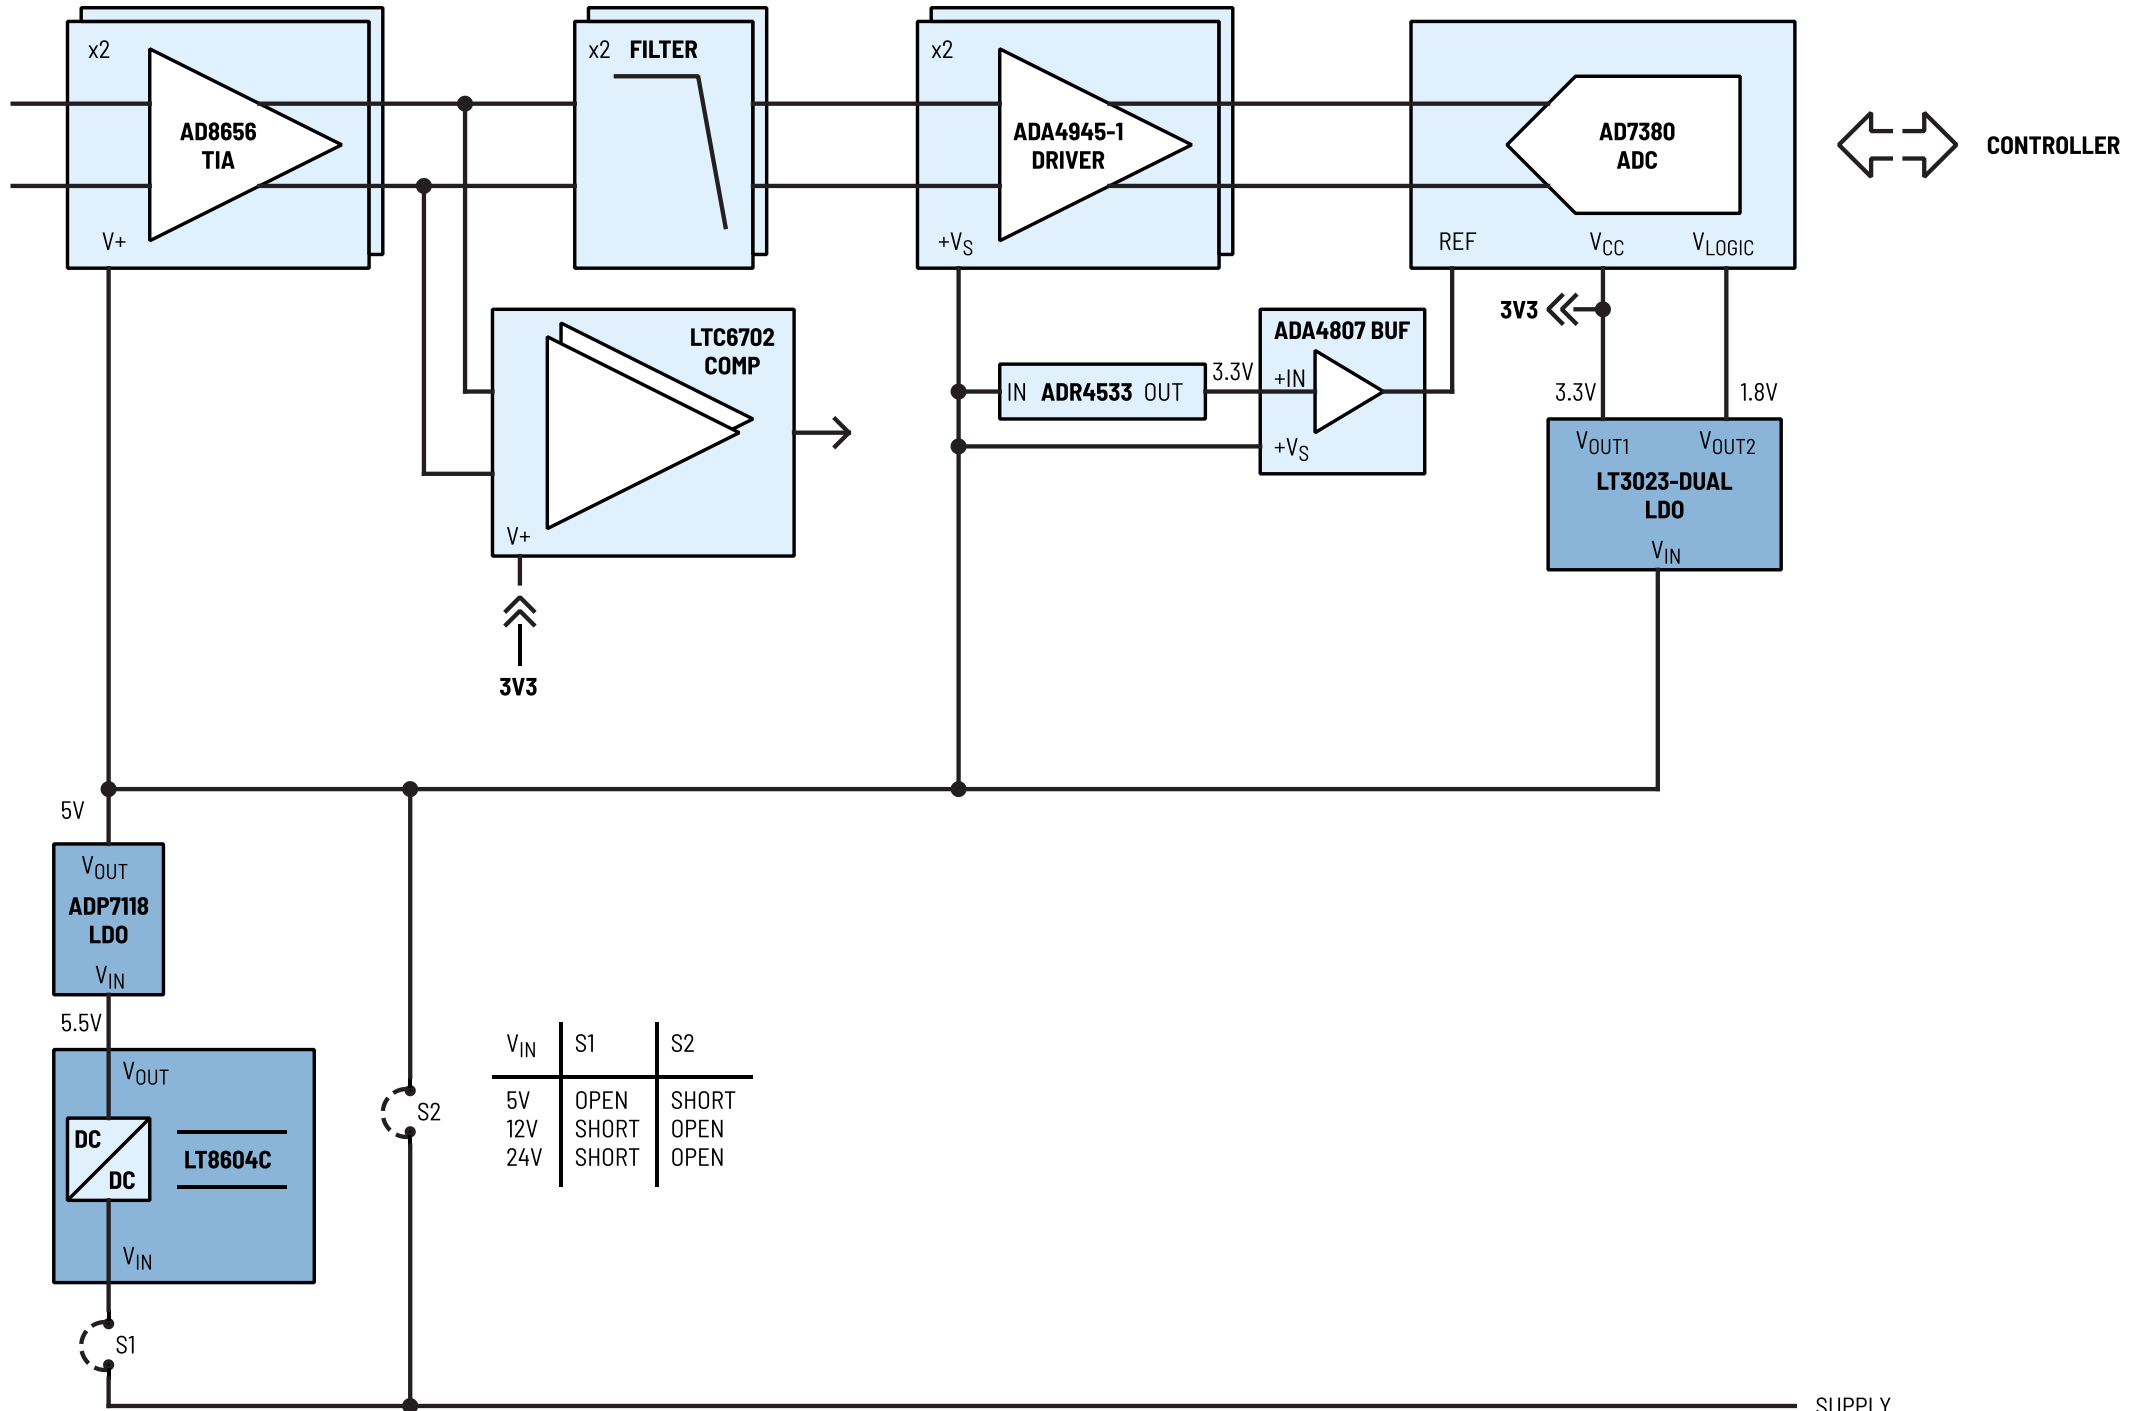 x2
AD8656
TIA
V+
x2 FILTER
x2
ADA4945-1
DRIVER
+VS
AD7380
ADC
REF
VCC
VLOGIC
CONTROLLER
LTC6702
COMP
V+
3V3
IN ADR4533 OUT
3.3V
ADA4807 BUF
+IN
+VS
3V3
3.3V
1.8V
VOUT1
VOUT2
LT3023-DUAL
LDO
VIN
5V
VOUT
ADP7118
LDO
VIN
5.5V
VOUT
DC
DC
LT8604C
VIN
S1
S2
VIN S1 S2
5V OPEN SHORT
12V SHORT OPEN
24V SHORT OPEN
SUPPLY